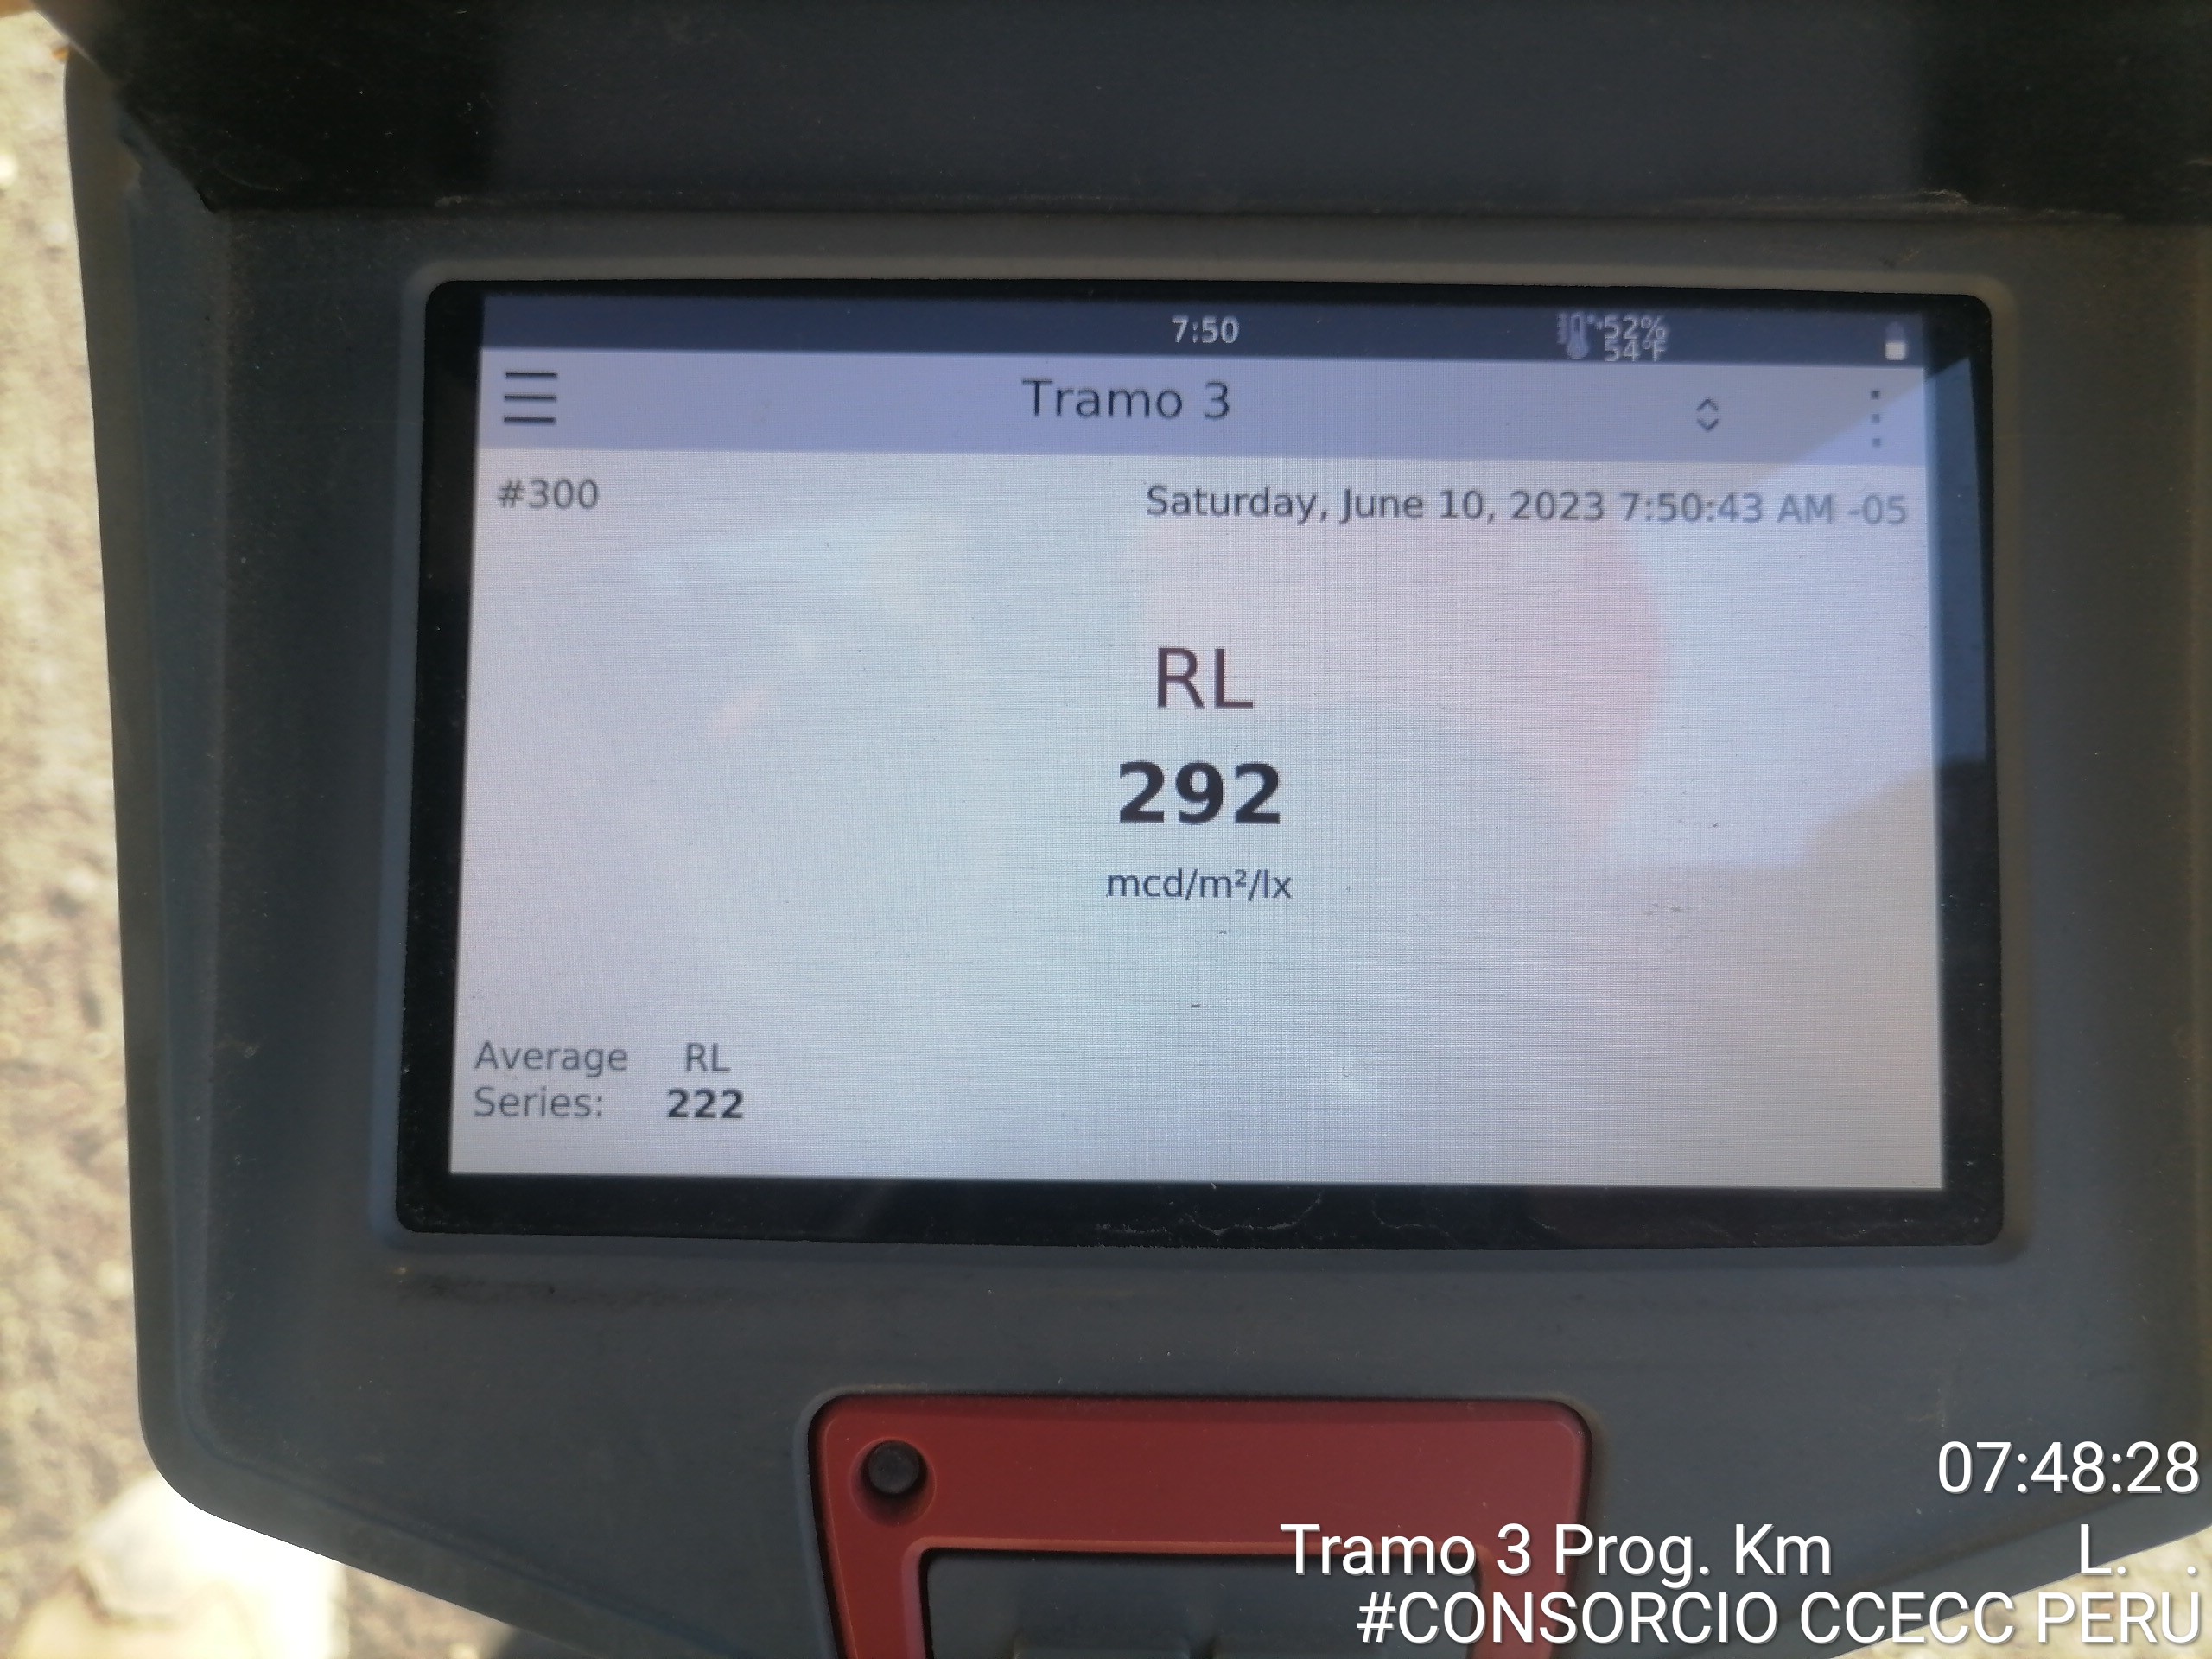 7:50
52%
54°F
Tramo 3
#300
Saturday, June 10, 2023 7:50:43 AM -05
RL
292
mcd/m²/lx
Average RL
Series: 222
07:48:28
Tramo 3 Prog. Km L. .
#CONSORCIO CCECC PERU